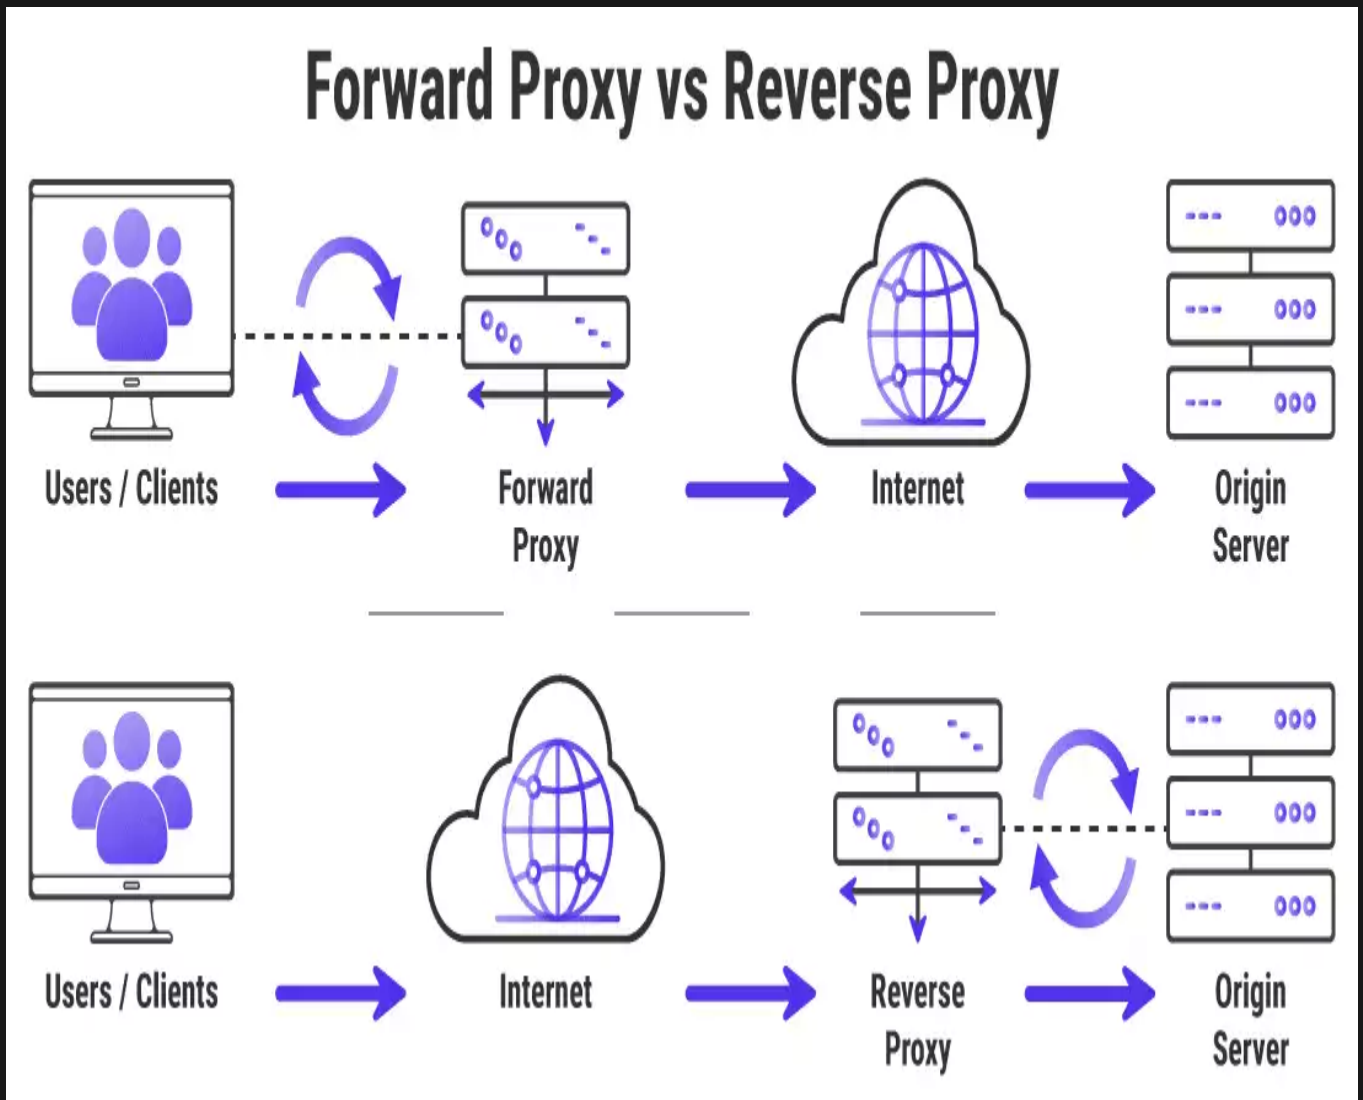 Forward Proxy vs Reverse Proxy
Users / Clients
Forward
Proxy
Internet
Origin
Server
Users / Clients
Internet
Reverse
Proxy
Origin
Server